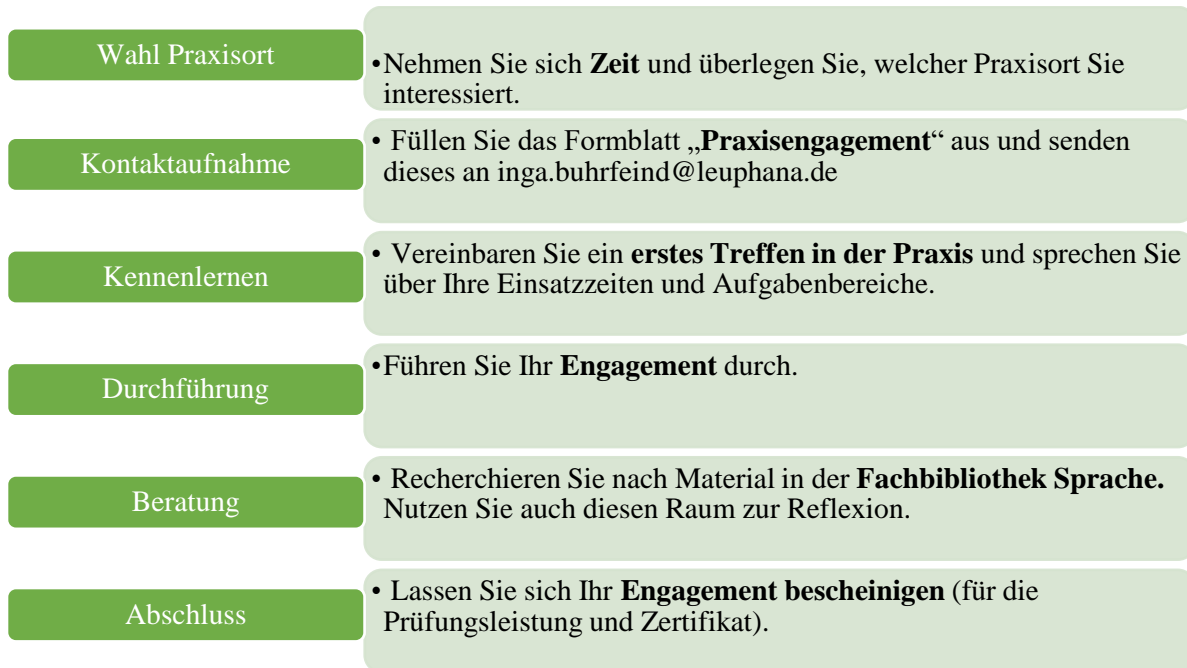 Wahl Praxisort
•Nehmen Sie sich Zeit und überlegen Sie, welcher Praxisort Sie
interessiert.
Kontaktaufnahme
• Füllen Sie das Formblatt „Praxisengagement“ aus und senden
dieses an inga.buhrfeind@leuphana.de
Kennenlernen
• Vereinbaren Sie ein erstes Treffen in der Praxis und sprechen Sie
über Ihre Einsatzzeiten und Aufgabenbereiche.
Durchführung
•Führen Sie Ihr Engagement durch.
Beratung
• Recherchieren Sie nach Material in der Fachbibliothek Sprache.
Nutzen Sie auch diesen Raum zur Reflexion.
Abschluss
• Lassen Sie sich Ihr Engagement bescheinigen (für die
Prüfungsleistung und Zertifikat).